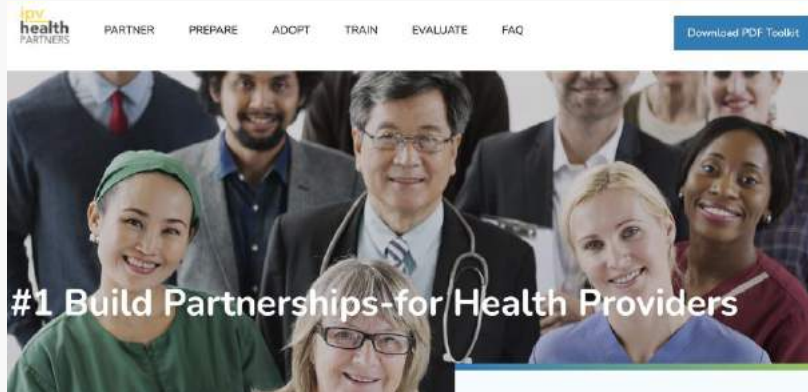 ipv
health
PARTNERS
PARTNER PREPARE ADOPT TRAIN EVALUATE FAQ
Download PDF Toolkit
#1 Build Partnerships-for Health Providers